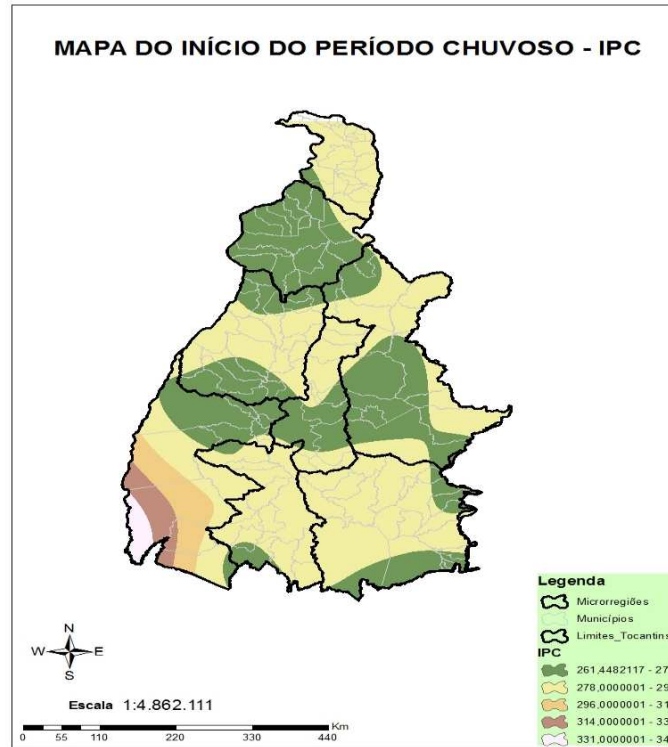 MAPA DO INÍCIO DO PERÍODO CHUVOSO - IPC
Legenda
Microrregiões
Municípios
Limites_Tocantins
IPC
261,4482117 - 27
278,0000001 - 29
296,0000001 - 31
314,0000001 - 33
331,0000001 - 34
N
W E
S
Escala 1:4.862.111
Km
0 55 110 220 330 440